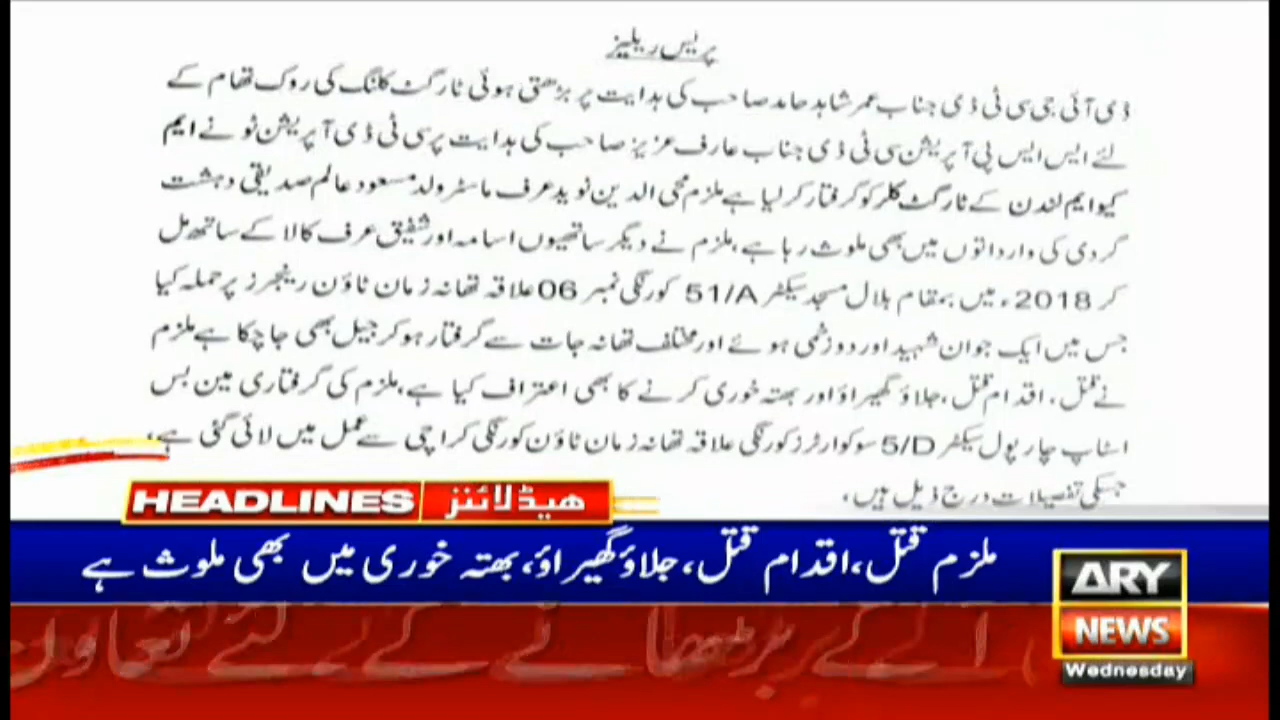 پریس ریلیز
ڈی آئی جی سی ٹی ڈی جناب عمر شاہد حامد صاحب کی ہدایت پر بڑھتی ہوئی ٹارگٹ کلنگ کی روک تھام کے
لئے ایس ایس پی آپریشن سی ٹی ڈی جناب عارف عزیز صاحب کی ہدایت پر سی ٹی ڈی آپریشن ٹو نے ایم
کیو ایم لندن کے ٹارگٹ کلر کو گرفتار کر لیا ہے ملزم محی الدین نوید عرف ماسٹر ولد مسعود عالم صدیقی دہشت
گردی کی وارداتوں میں بھی ملوث رہا ہے، ملزم نے دیگر ساتھیوں اسامہ اور شفیق عرف کالا کے ساتھ مل
کر 2018ء میں بمقام بلال مسجد سیکٹر 51/A کورنگی نمبر 06 علاقہ تھانہ زمان ٹاؤن رینجرز پر حملہ کیا
جس میں ایک جوان شہید اور دو زخمی ہوئے اور مختلف تھانہ جات سے گرفتار ہو کر جیل بھی جا چکا ہے ملزم
نے قتل، اقدام قتل، جلاؤ گھیراؤ اور بھتہ خوری کرنے کا بھی اعتراف کیا ہے، ملزم کی گرفتاری مین بس
اسٹاپ چار پول سیکٹر 5/D سو کوارٹرز کورنگی علاقہ تھانہ زمان ٹاؤن کورنگی کراچی سے عمل میں لائی گئی ہے،
جسکی تفصیلات درج ذیل ہیں،
HEADLINES ھیڈلائنز
ملزم قتل، اقدام قتل، جلاؤ گھیراؤ، بھتہ خوری میں بھی ملوث ہے
ARY
NEWS
Wednesday
کے لئے تعاون